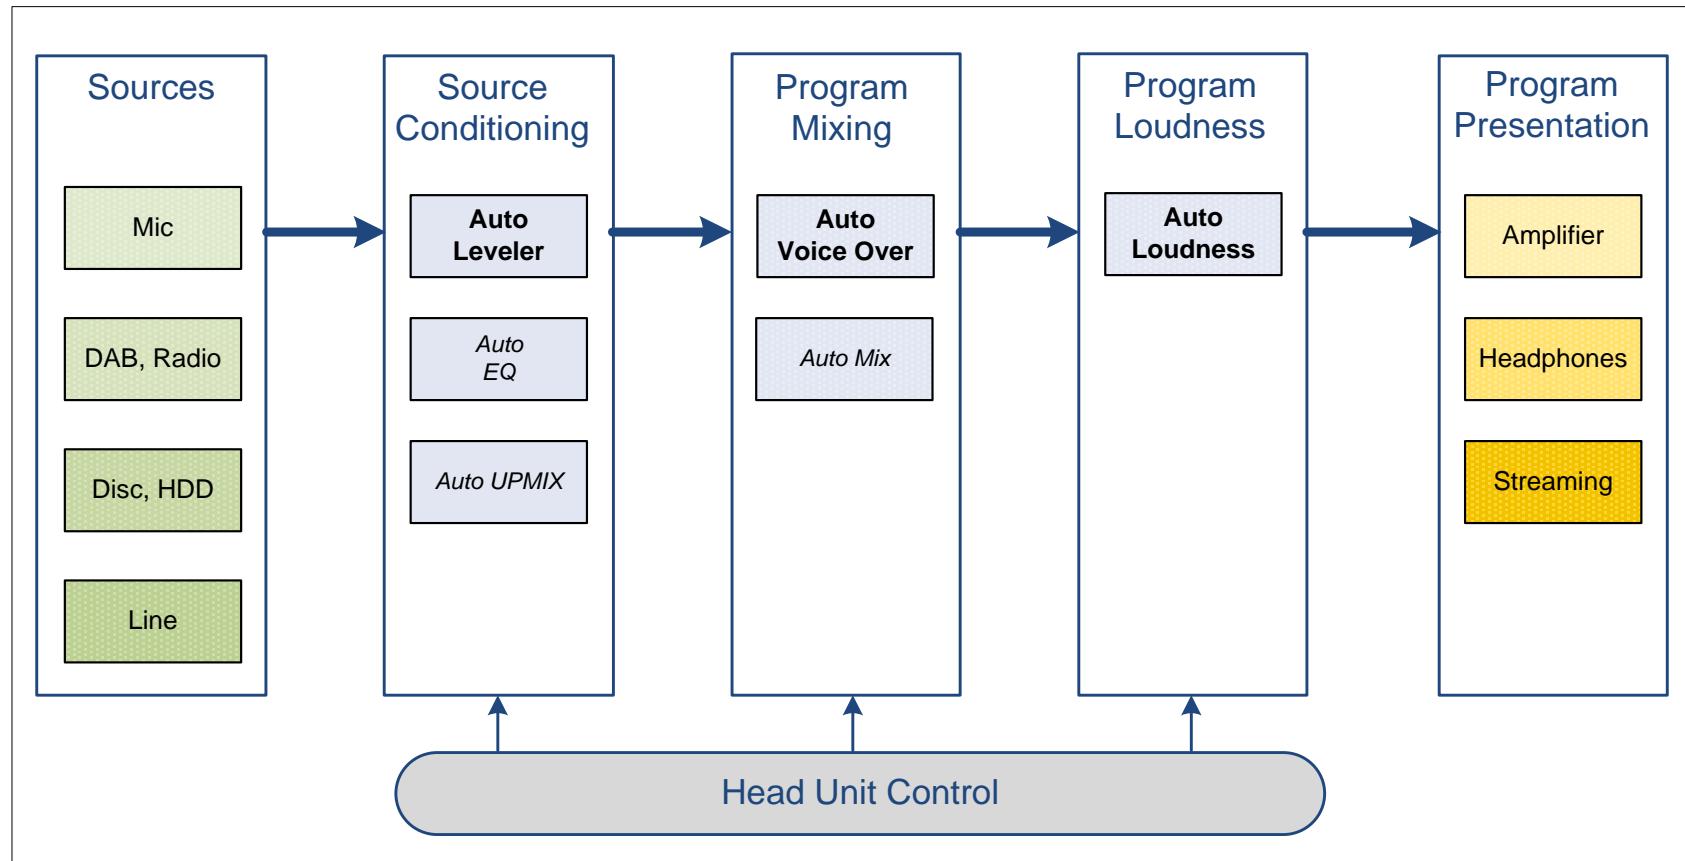 Sources
Mic
DAB, Radio
Disc, HDD
Line
Source
Conditioning
Auto
Leveler
Auto
EQ
Auto UPMIX
Program
Mixing
Auto
Voice Over
Auto Mix
Program
Loudness
Auto
Loudness
Program
Presentation
Amplifier
Headphones
Streaming
Head Unit Control